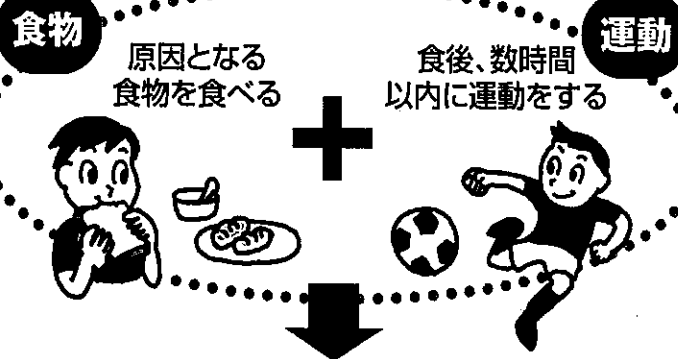 食物
運動
原因となる
食物を食べる
食後、数時間
以内に運動をする